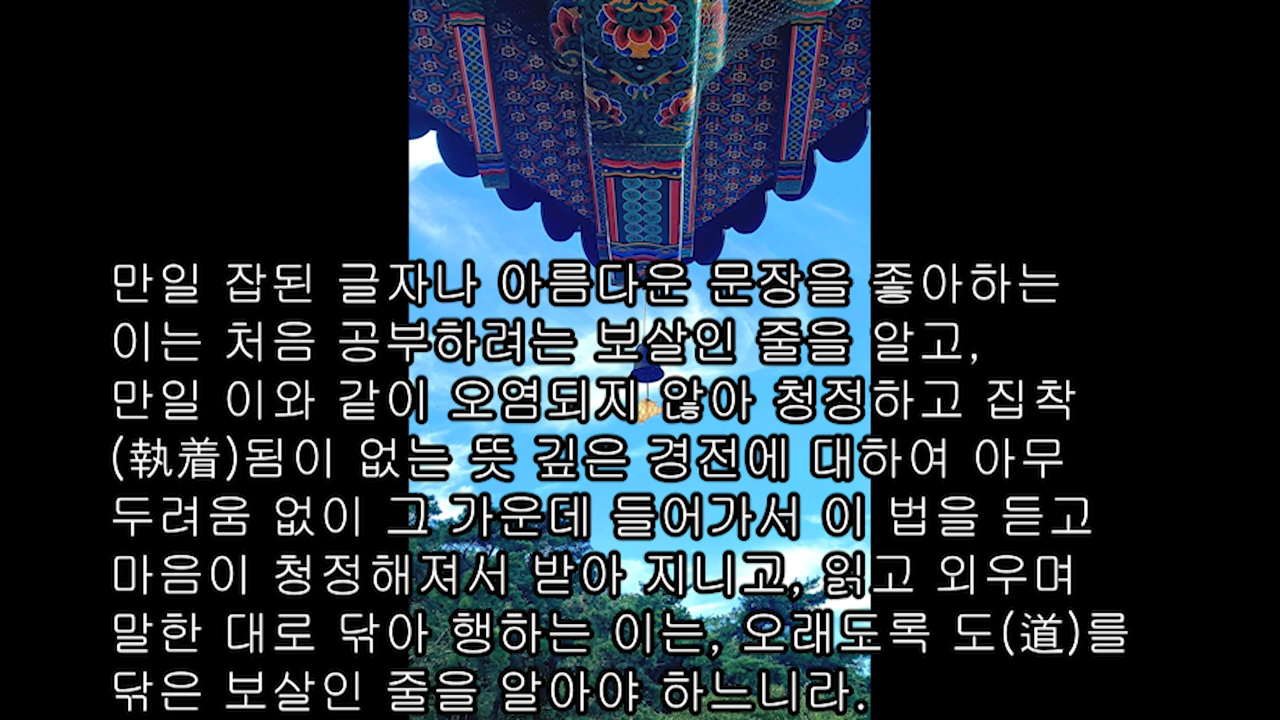 만일 잡된 글자나 아름다운 문장을 좋아하는
이는 처음 공부하려는 보살인 줄을 알고,
만일 이와 같이 오염되지 않아 청정하고 집착
(執着)됨이 없는 뜻 깊은 경전에 대하여 아무
두려움 없이 그 가운데 들어가서 이 법을 듣고
마음이 청정해져서 받아 지니고, 읽고 외우며
말한 대로 닦아 행하는 이는, 오래도록 도(道)를
닦은 보살인 줄을 알아야 하느니라.